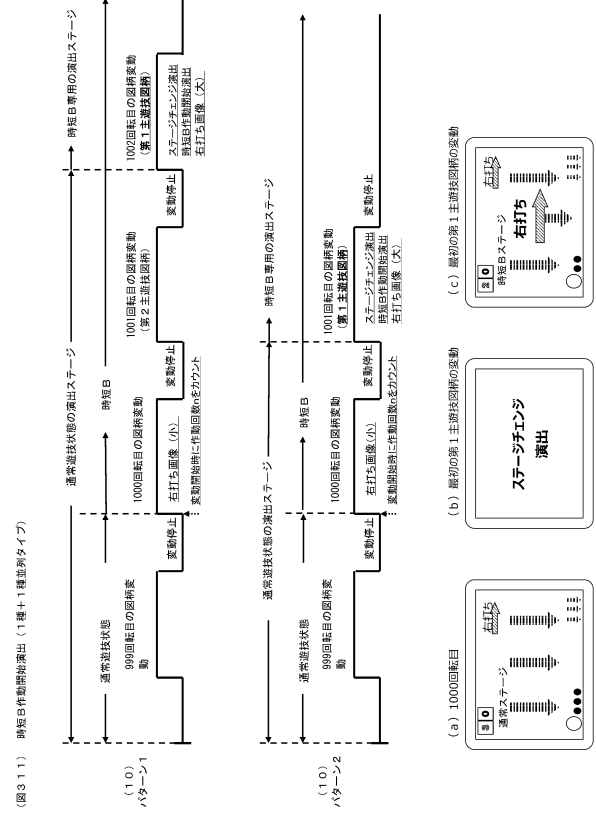 (図311) 時短B作動開始演出(1種+1種並列タイプ)
(10)
パターン1
通常遊技状態の演出ステージ
時短B専用の演出ステージ
通常遊技状態
時短B
999回転目の図柄変
動
変動停止
1000回転目の図柄変動
右打ち画像(小)
変動開始時に作動回数nをカウント
変動停止
1001回転目の図柄変動
(第2主遊技図柄)
変動停止
1002回転目の図柄変動
(第1主遊技図柄)
ステージチェンジ演出
時短B作動開始演出
右打ち画像(大)
(10)
パターン2
通常遊技状態の演出ステージ
時短B専用の演出ステージ
通常遊技状態
時短B
999回転目の図柄変
動
変動停止
1000回転目の図柄変動
右打ち画像(小)
変動開始時に作動回数nをカウント
変動停止
1001回転目の図柄変動
(第1主遊技図柄)
ステージチェンジ演出
時短B作動開始演出
右打ち画像(大)
変動停止
(a)1000回転目
3 0
通常ステージ
右打ち
(b)最初の第1主遊技図柄の変動
ステージチェンジ
演出
(c)最初の第1主遊技図柄の変動
2 0
時短Bステージ
右打ち
右打ち